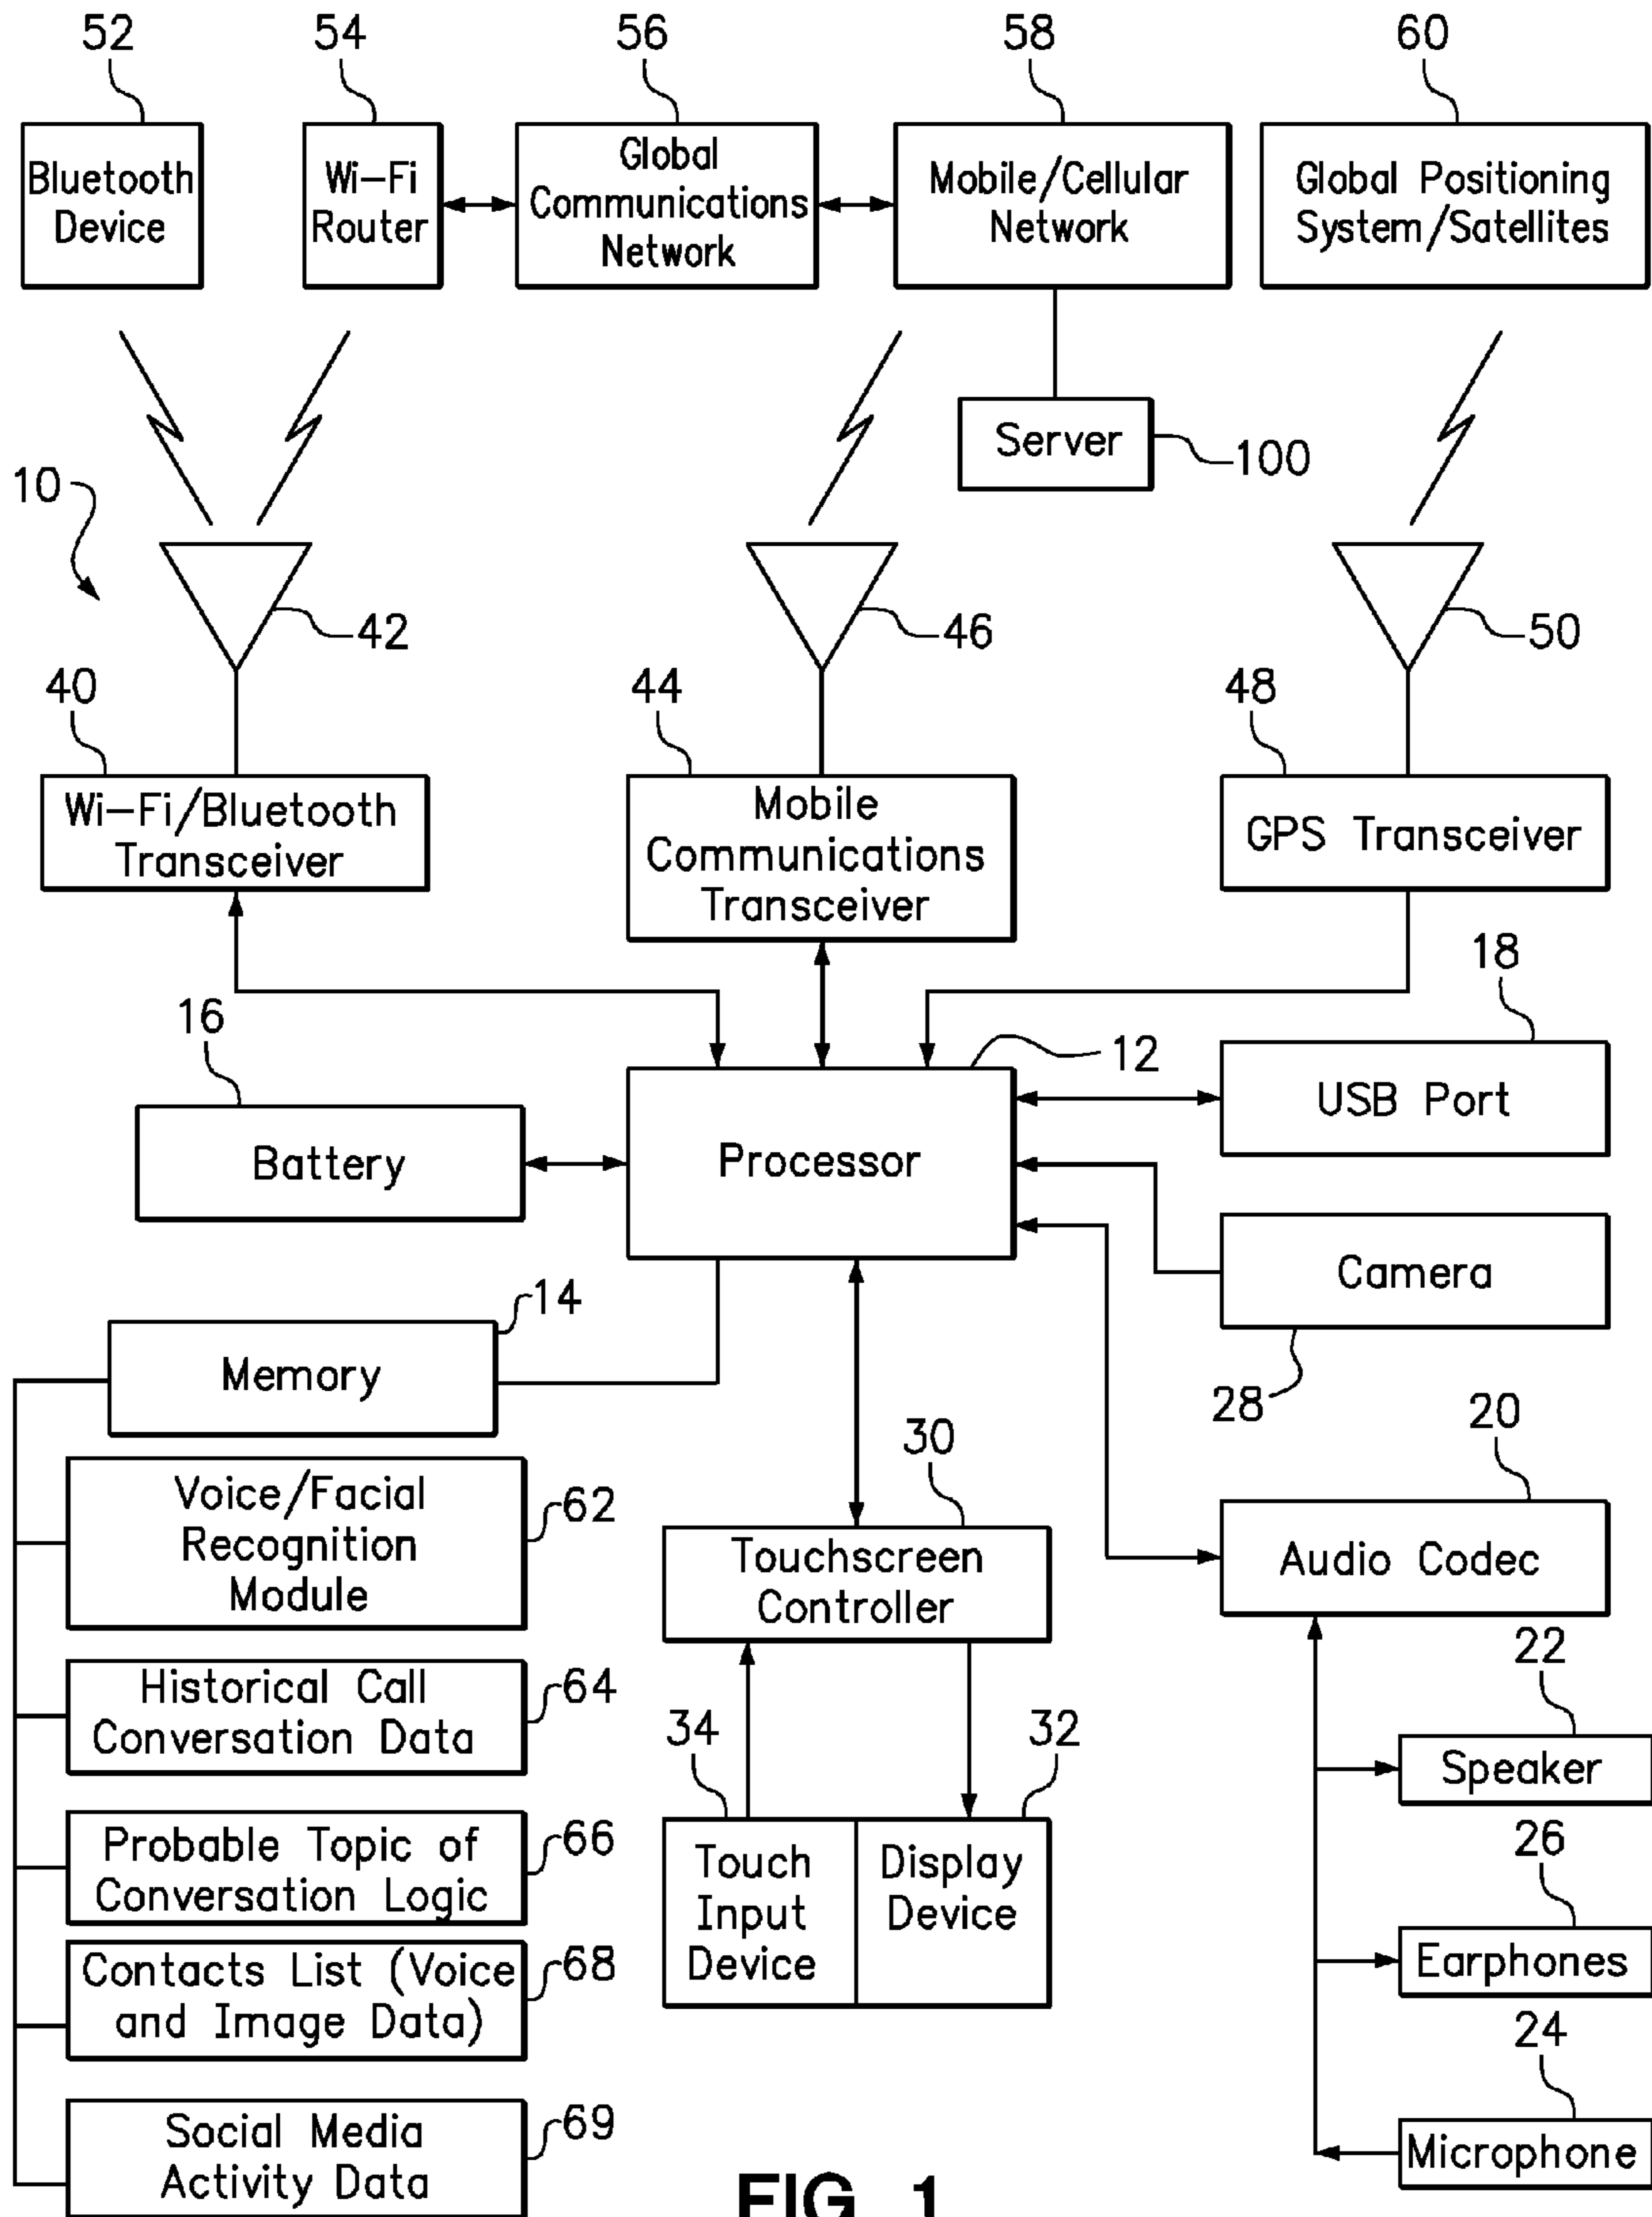 52
54
56
58
60
Bluetooth
Device
Wi-Fi
Router
Global
Communications
Network
Mobile/Cellular
Network
Global Positioning
System/Satellites
Server
100
10
42
46
50
40
44
48
Wi-Fi/Bluetooth
Transceiver
Mobile
Communications
Transceiver
GPS Transceiver
18
16
12
USB Port
Battery
Processor
Camera
14
Memory
28
20
30
Voice/Facial
Recognition
Module
62
Touchscreen
Controller
Audio Codec
22
Historical Call
Conversation Data
64
34
32
Speaker
Probable Topic of
Conversation Logic
66
Touch
Input
Device
Display
Device
26
Earphones
Contacts List (Voice
and Image Data)
68
24
Social Media
Activity Data
69
Microphone
FIG. 1